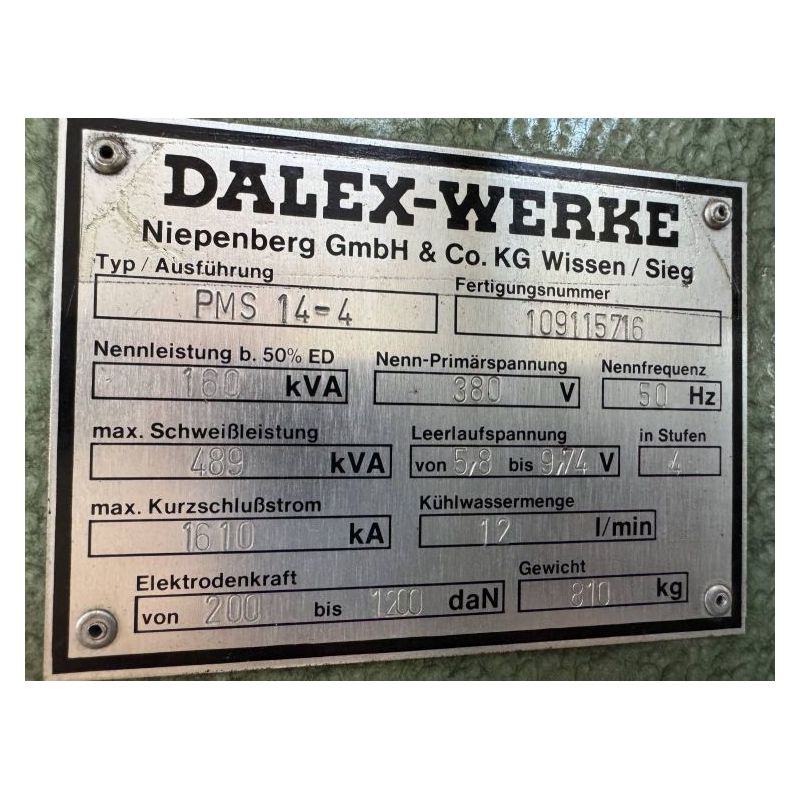 DALEX-WERKE
Niepenberg GmbH & Co. KG Wissen / Sieg
Typ / Ausführung Fertigungsnummer
PMS 14-4 109115716
Nennleistung b. 50% ED Nenn-Primärspannung Nennfrequenz
160 kVA 380 V 50 Hz
max. Schweißleistung Leerlaufspannung in Stufen
489 kVA von 5,8 bis 9,74 V 4
max. Kurzschlußstrom Kühlwassermenge
1610 kA 12 l/min
Elektrodenkraft Gewicht
von 200 bis 1200 daN 810 kg